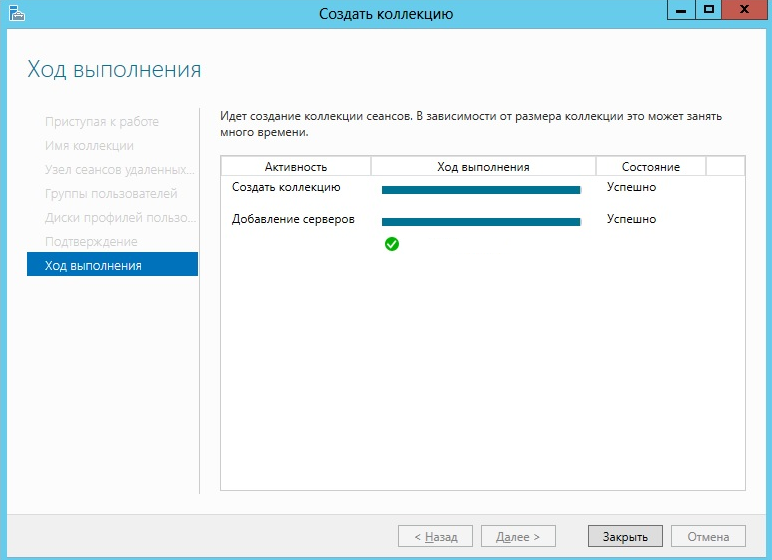 Создать коллекцию
Ход выполнения
Приступая к работе
Имя коллекции
Узел сеансов удаленных...
Группы пользователей
Диски профилей пользо...
Подтверждение
Ход выполнения
Идет создание коллекции сеансов. В зависимости от размера коллекции это может занять
много времени.
Активность Ход выполнения Состояние
Создать коллекцию Успешно
Добавление серверов Успешно
< Назад Далее > Закрыть Отмена